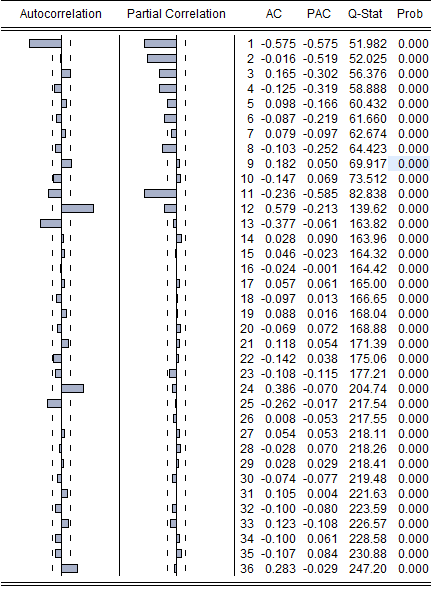 Autocorrelation Partial Correlation AC PAC Q-Stat Prob
1 -0.575 -0.575 51.982 0.000
2 -0.016 -0.519 52.025 0.000
3 0.165 -0.302 56.376 0.000
4 -0.125 -0.319 58.888 0.000
5 0.098 -0.166 60.432 0.000
6 -0.087 -0.219 61.660 0.000
7 0.079 -0.097 62.674 0.000
8 -0.103 -0.252 64.423 0.000
9 0.182 0.050 69.917 0.000
10 -0.147 0.069 73.512 0.000
11 -0.236 -0.585 82.838 0.000
12 0.579 -0.213 139.62 0.000
13 -0.377 -0.061 163.82 0.000
14 0.028 0.090 163.96 0.000
15 0.046 -0.023 164.32 0.000
16 -0.024 -0.001 164.42 0.000
17 0.057 0.061 165.00 0.000
18 -0.097 0.013 166.65 0.000
19 0.088 0.016 168.04 0.000
20 -0.069 0.072 168.88 0.000
21 0.118 0.054 171.39 0.000
22 -0.142 0.038 175.06 0.000
23 -0.108 -0.115 177.21 0.000
24 0.386 -0.070 204.74 0.000
25 -0.262 -0.017 217.54 0.000
26 0.008 -0.053 217.55 0.000
27 0.054 0.053 218.11 0.000
28 -0.028 0.070 218.26 0.000
29 0.028 0.029 218.41 0.000
30 -0.074 -0.077 219.48 0.000
31 0.105 0.004 221.63 0.000
32 -0.100 -0.080 223.59 0.000
33 0.123 -0.108 226.57 0.000
34 -0.100 0.061 228.58 0.000
35 -0.107 0.084 230.88 0.000
36 0.283 -0.029 247.20 0.000